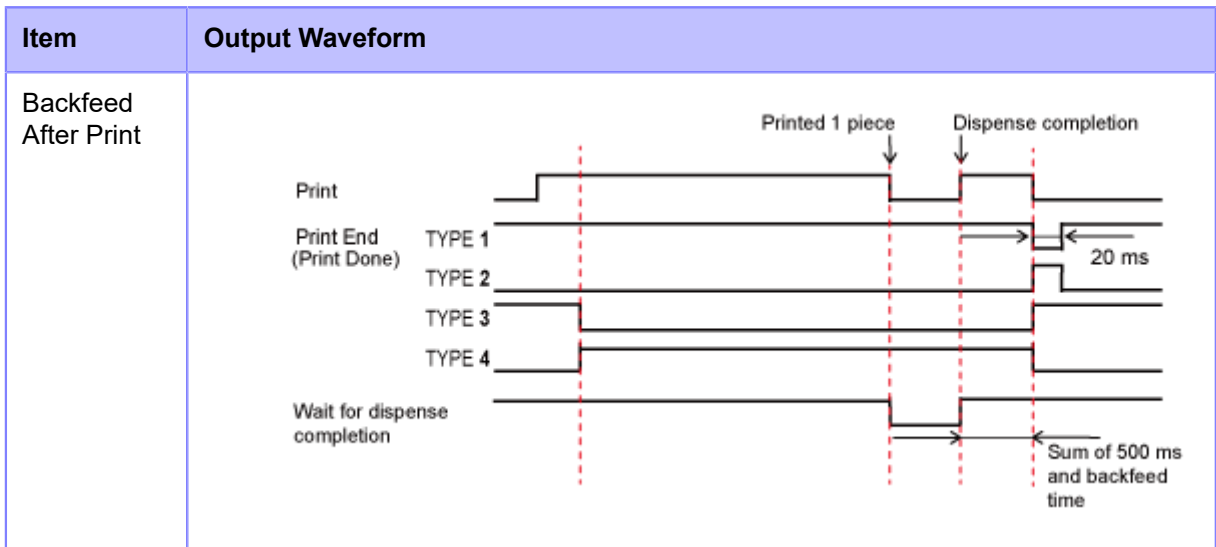 Item
Output Waveform
Backfeed
After Print
Printed 1 piece
Dispense completion
Print
Print End
(Print Done)
TYPE 1
20 ms
TYPE 2
TYPE 3
TYPE 4
Wait for dispense
completion
Sum of 500 ms
and backfeed
time